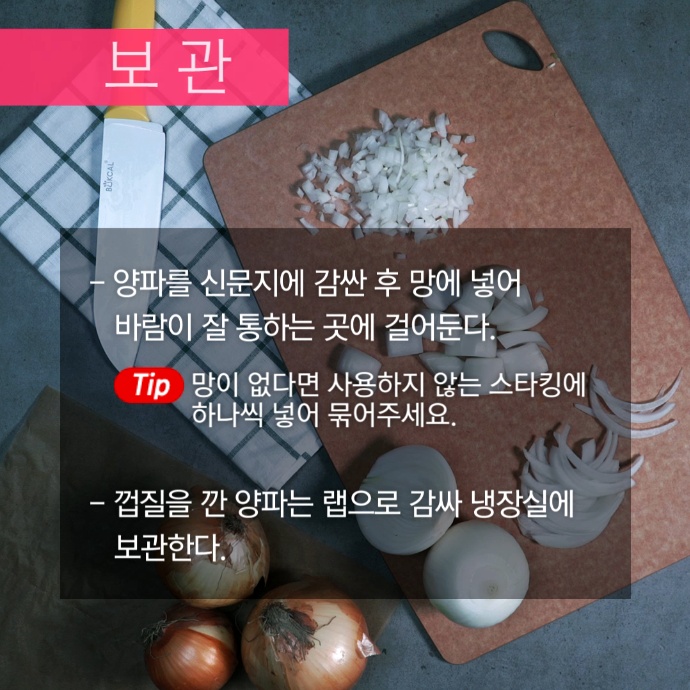 보관
BOKCAL
– 양파를 신문지에 감싼 후 망에 넣어
바람이 잘 통하는 곳에 걸어둔다.
Tip 망이 없다면 사용하지 않는 스타킹에
하나씩 넣어 묶어주세요.
– 껍질을 깐 양파는 랩으로 감싸 냉장실에
보관한다.